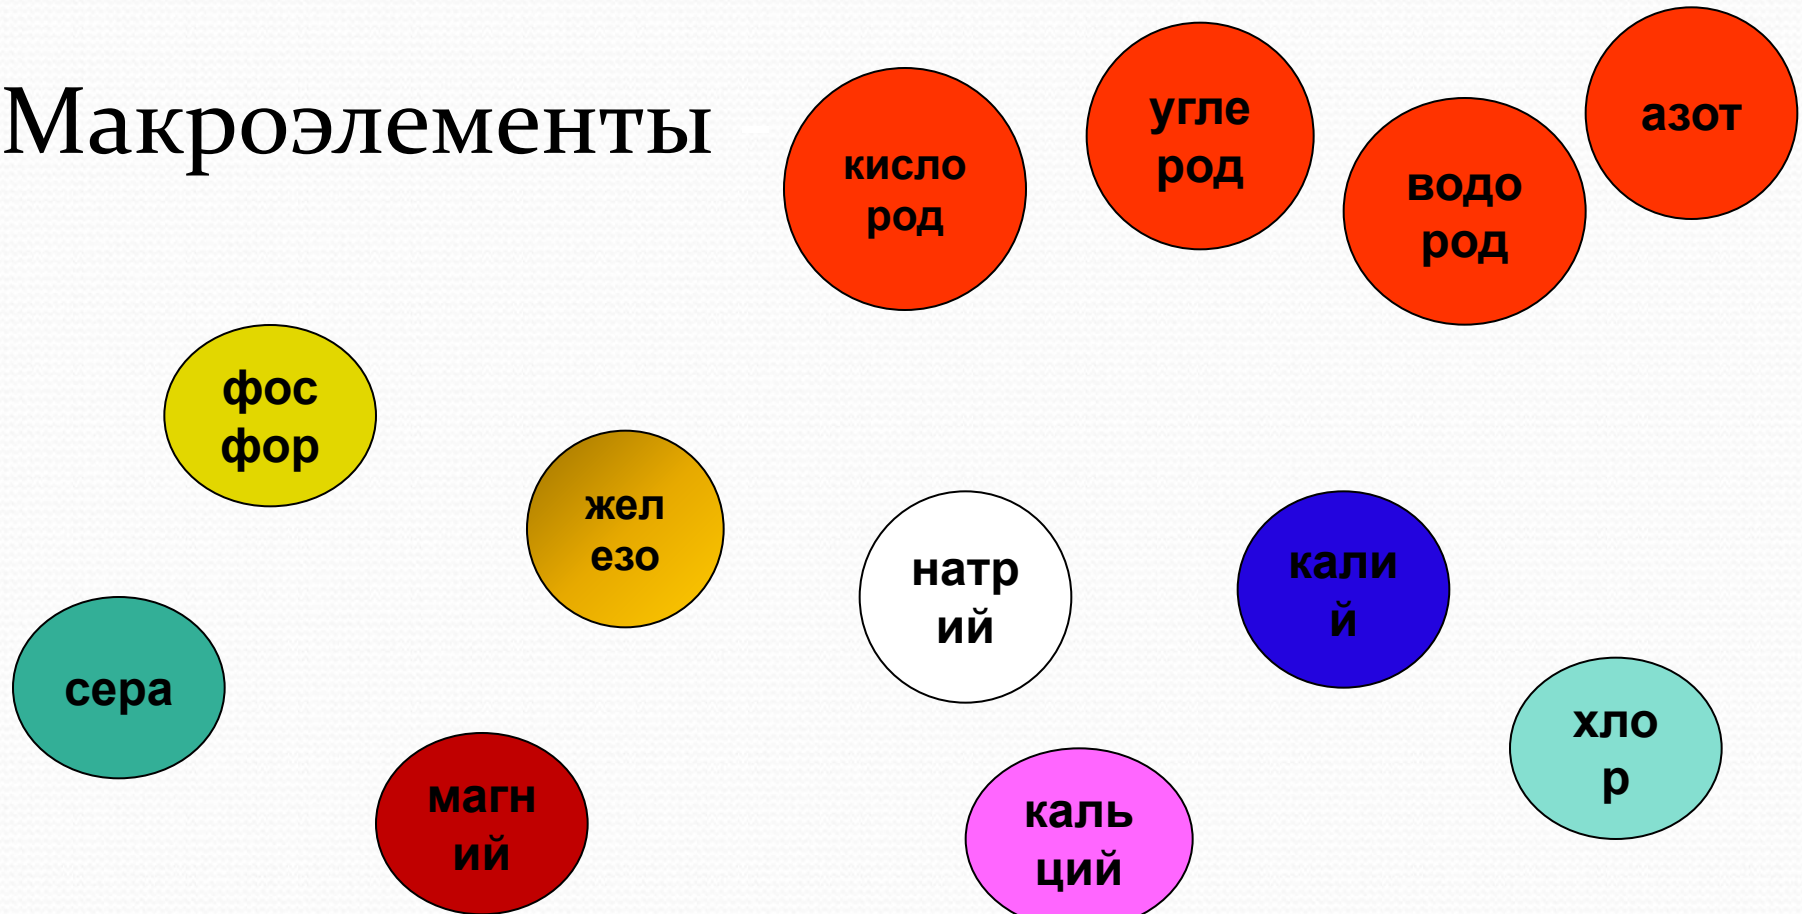 Макроэлементы
кисло
род
угле
род
водо
род
азот
фос
фор
жел
езо
натр
ий
кали
й
сера
магн
ий
каль
ций
хло
р